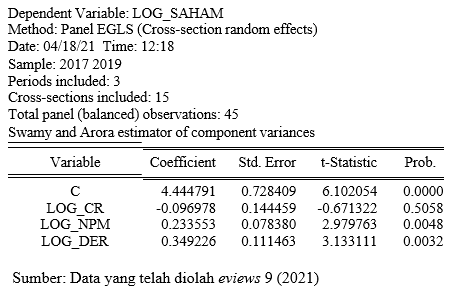 Dependent Variable: LOG_SAHAM
Method: Panel EGLS (Cross-section random effects)
Date: 04/18/21 Time: 12:18
Sample: 2017 2019
Periods included: 3
Cross-sections included: 15
Total panel (balanced) observations: 45
Swamy and Arora estimator of component variances
Variable Coefficient Std. Error t-Statistic Prob.
C 4.444791 0.728409 6.102054 0.0000
LOG_CR -0.096978 0.144459 -0.671322 0.5058
LOG_NPM 0.233553 0.078380 2.979763 0.0048
LOG_DER 0.349226 0.111463 3.133111 0.0032
Sumber: Data yang telah diolah eviews 9 (2021)